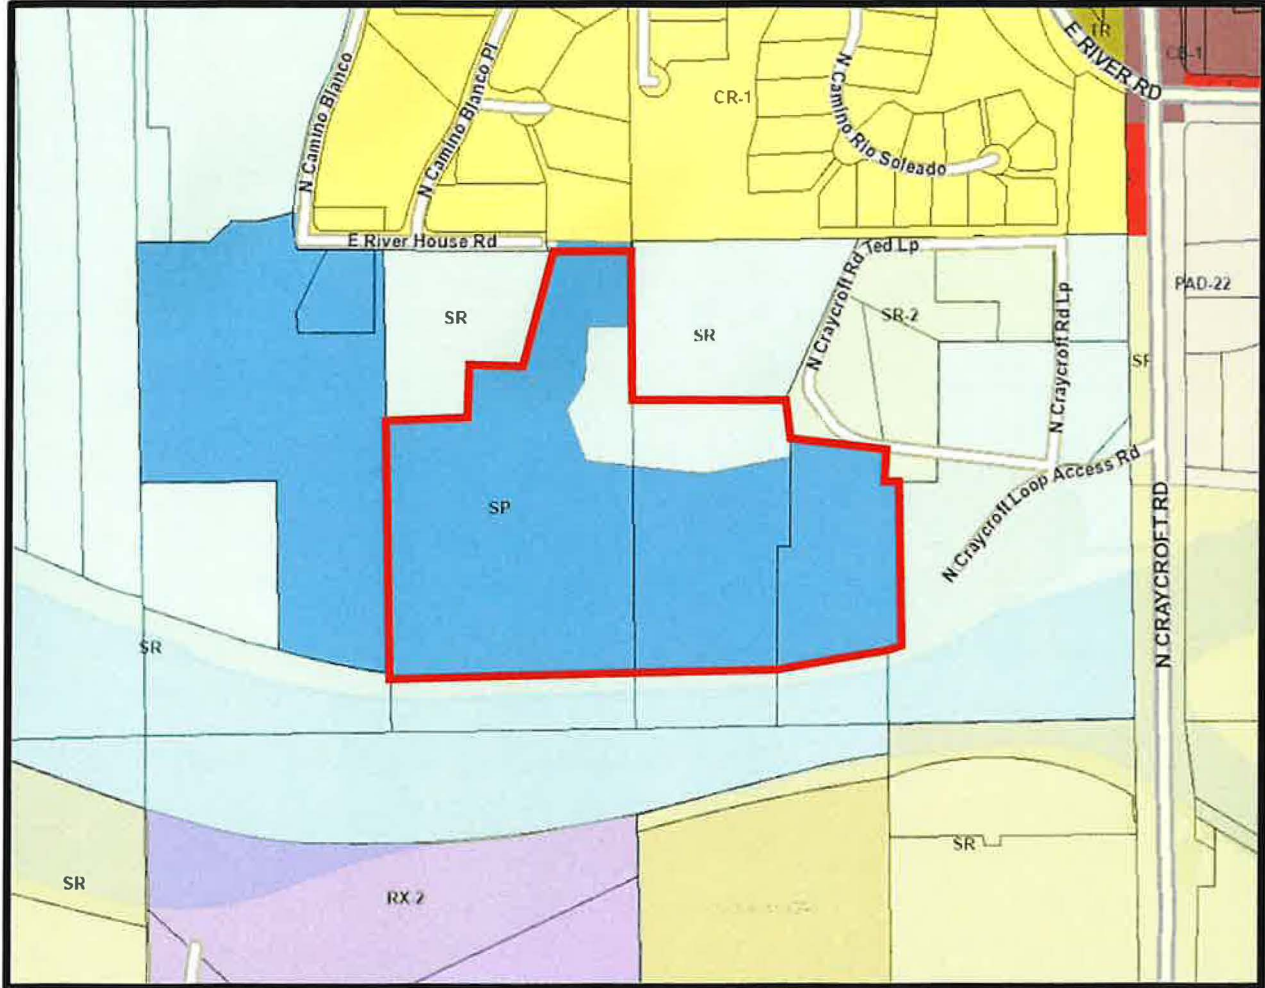 TR
CB-1
E RIVER RD
N Camino Blanco
N Camino Blanco Pl
CR-1
N Camino Rio Soleado
E River House Rd
N Craycroft Rd
Ted Lp
PAD-22
SR
SR
SR-2
N Craycroft Rd Lp
SR
N Craycroft Loop Access Rd
SP
N CRAYCROFT RD
SR
SR
SR
RX-2